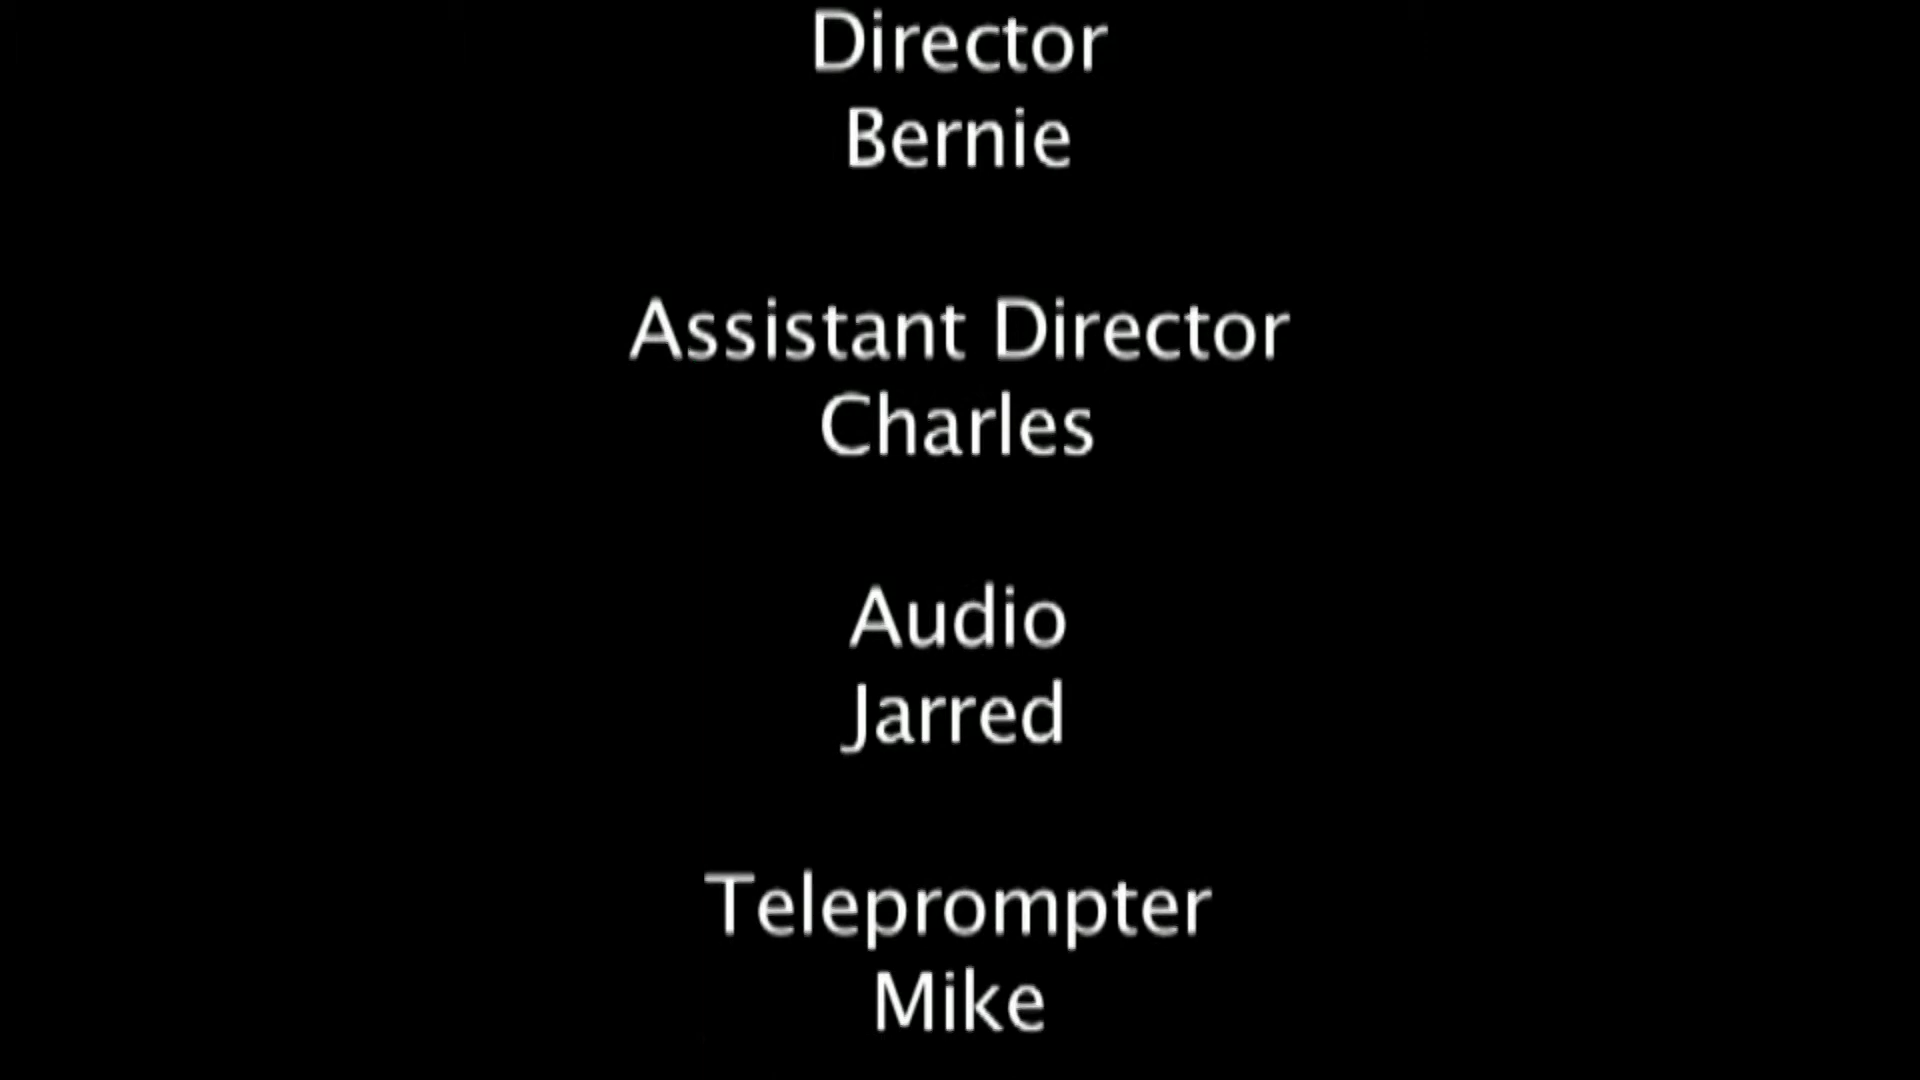 Director
Bernie
Assistant Director
Charles
Audio
Jarred
Teleprompter
Mike